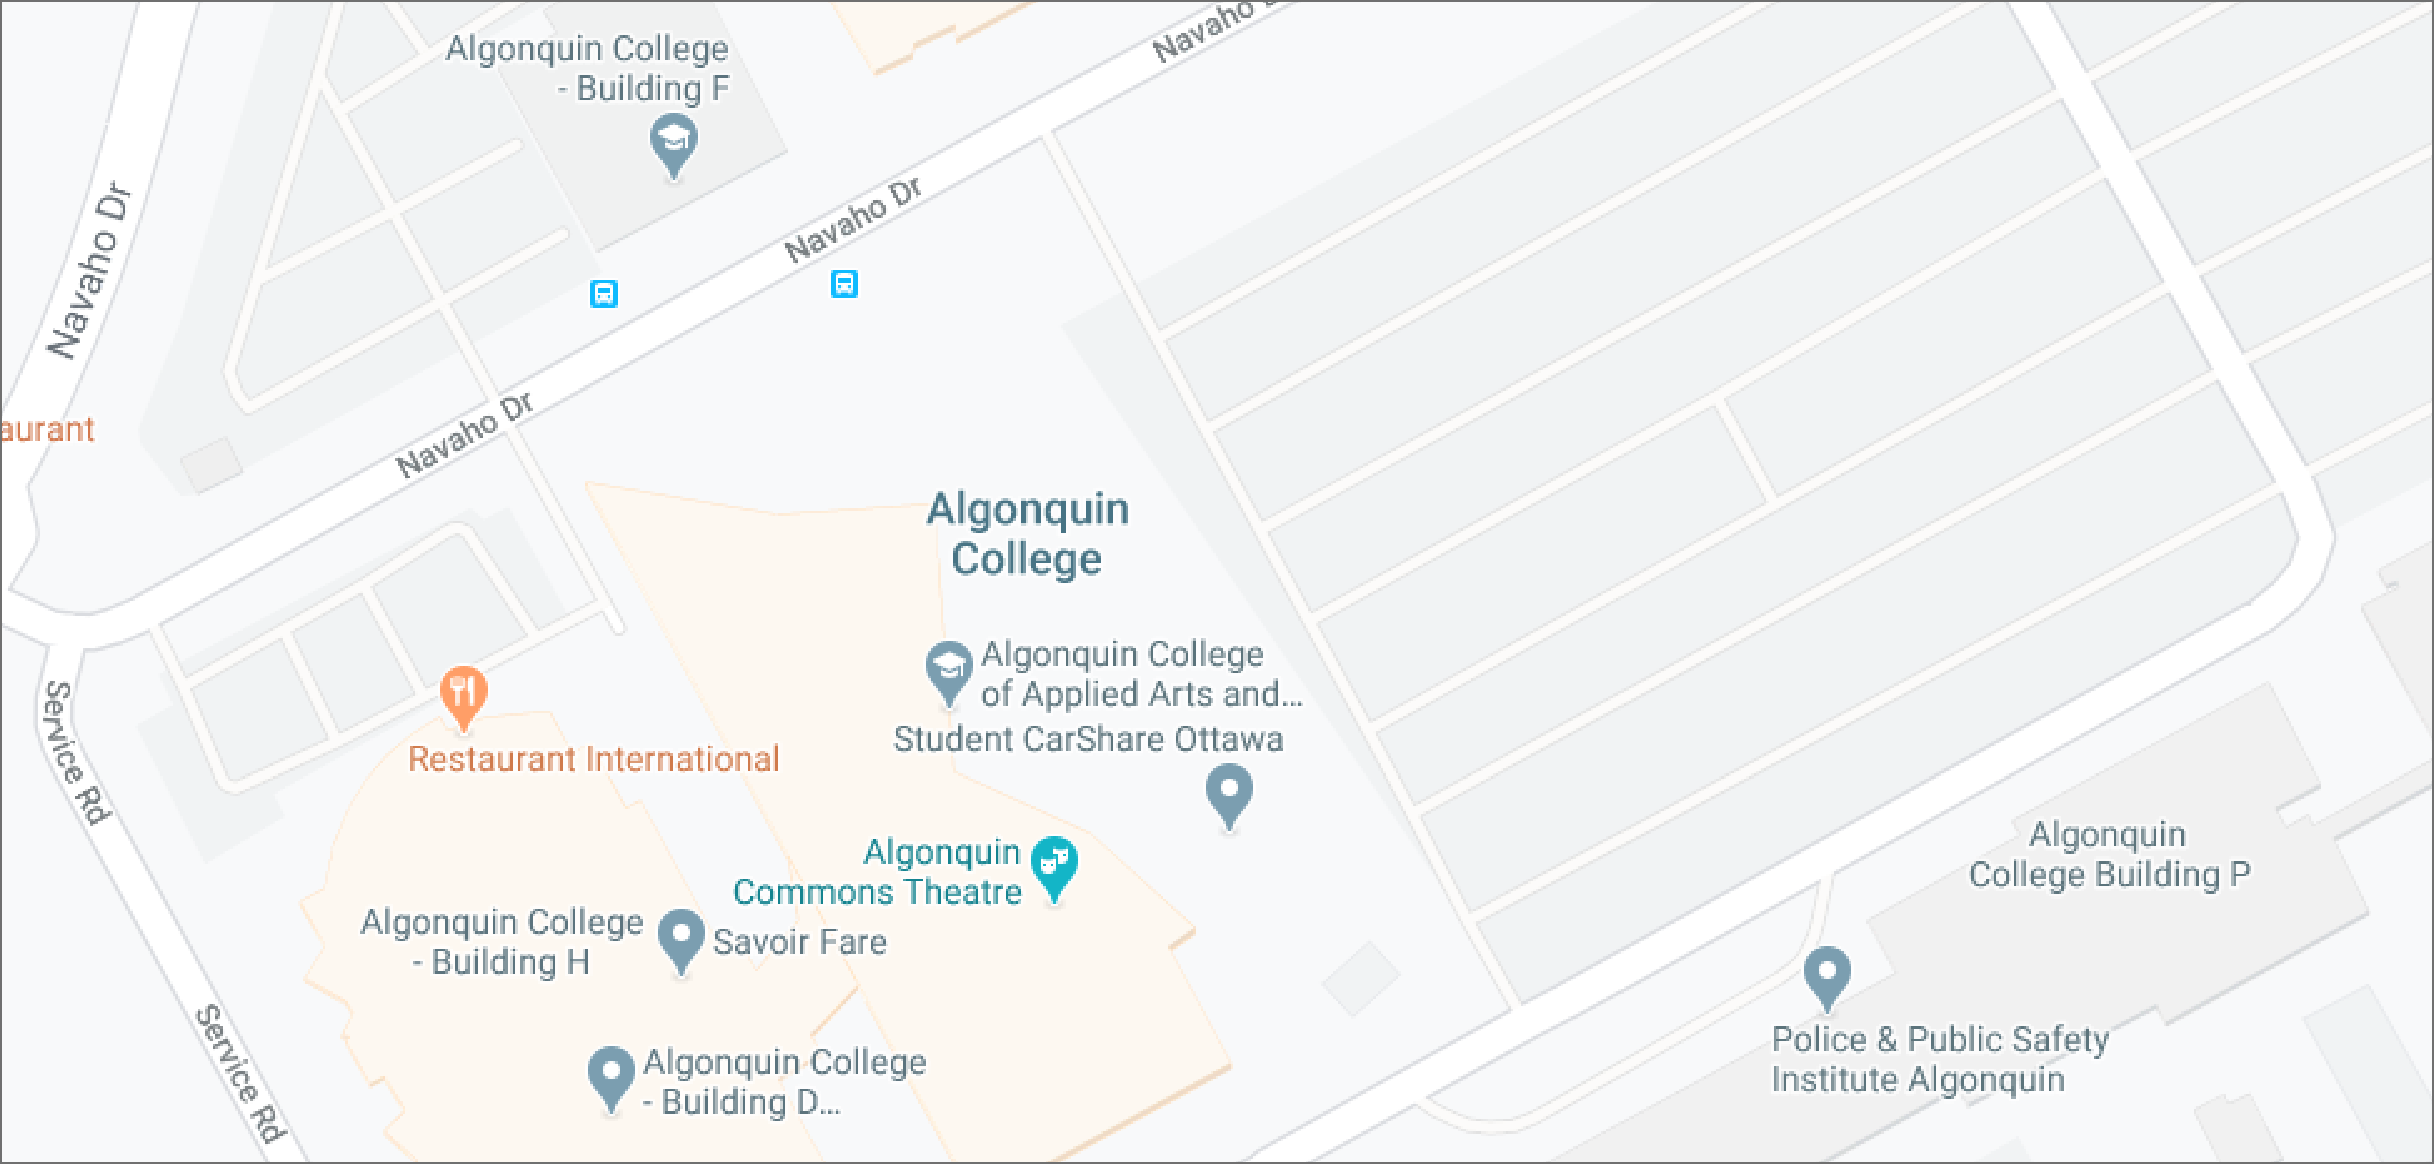 Algonquin College
- Building F
Navaho
Navaho Dr
Navaho Dr
aurant
Navaho Dr
Algonquin
College
Algonquin College
of Applied Arts and...
Student CarShare Ottawa
Service Rd
Restaurant International
Algonquin
Commons Theatre
Algonquin
College Building P
Algonquin College
- Building H
Savoir Fare
Service Rd
Police & Public Safety
Institute Algonquin
Algonquin College
- Building D...